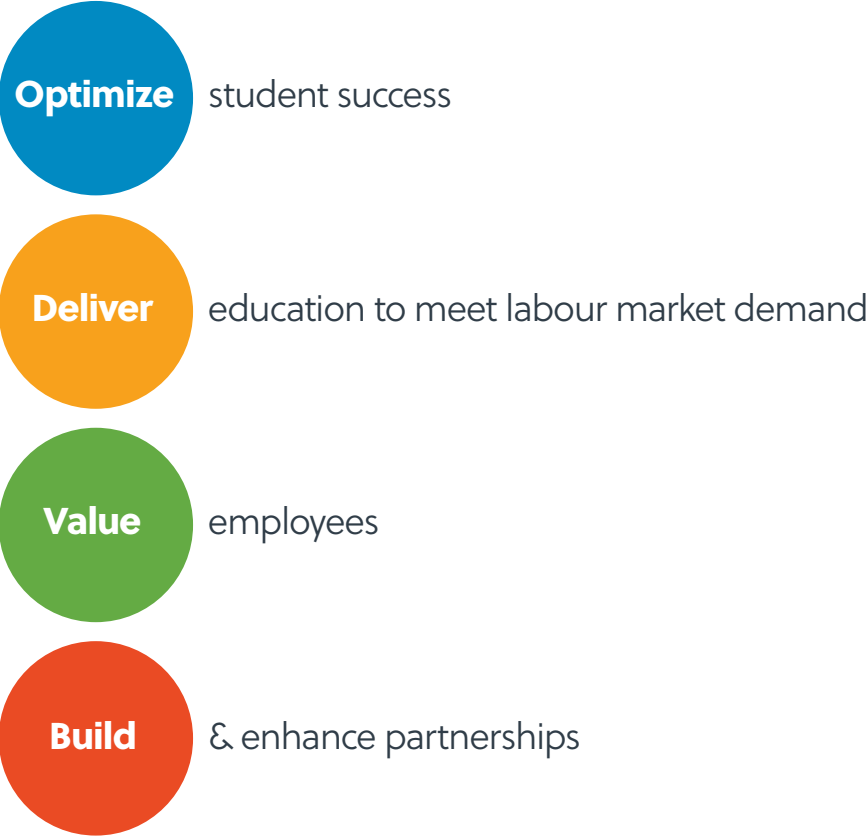 Optimize student success
Deliver education to meet labour market demand
Value employees
Build & enhance partnerships